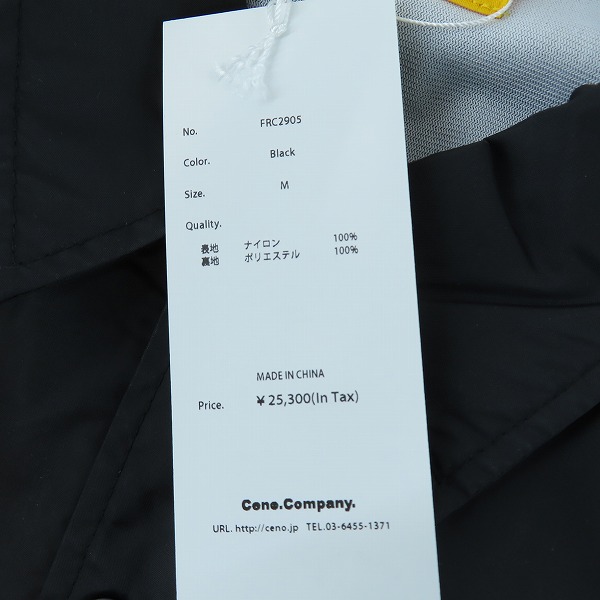 No. FRC2905
Color. Black
Size. M
Quality.
表地 ナイロン 100%
裏地 ポリエステル 100%
MADE IN CHINA
Price. ¥ 25,300(In Tax)
Ceno.Company.
URL. http://ceno.jp TEL.03-6455-1371